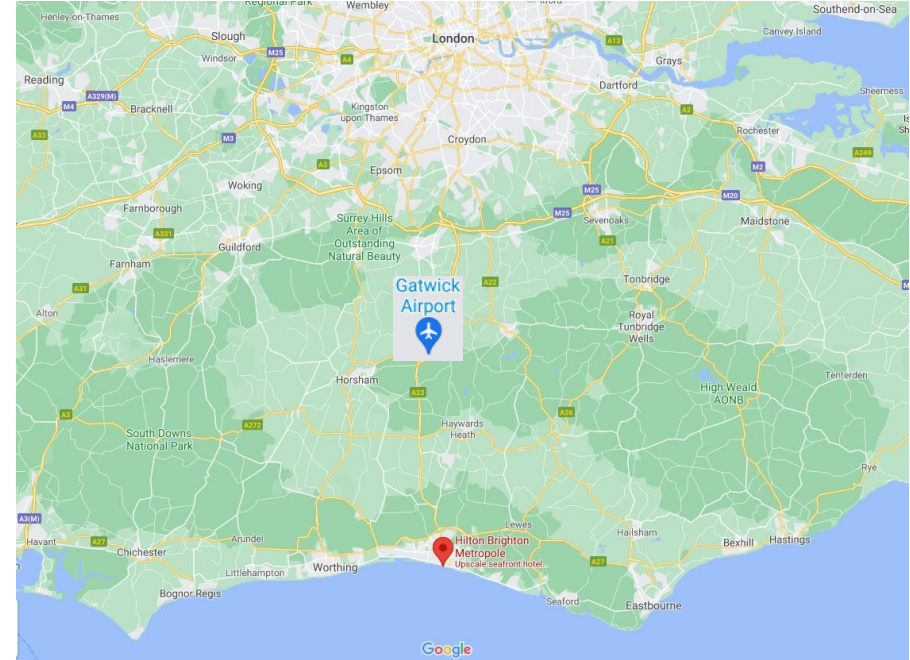 Regional Park
Wembley
Southend-on-Sea
Henley-on-Thames
Slough
London
Canvey Island
M25
A13
Windsor
A4
Grays
Reading
Dartford
Sheerness
A329(M)
M4
Bracknell
Kingston
upon Thames
A2
Rochester
A33
M3
Croydon
A249
A3
Epsom
M2
Woking
M25
M20
Farnborough
Surrey Hills
Area of
Outstanding
Natural Beauty
M25
Sevenoaks
Maidstone
A331
Guildford
A21
Farnham
Tonbridge
A31
Gatwick
Airport
A22
Alton
Royal
Tunbridge
Wells
Haslemere
Horsham
Tenterden
A23
High Weald
AONB
A3
A272
A26
South Downs
National Park
Haywards
Heath
Rye
A3(M)
Lewes
Havant
A27
Chichester
Arundel
Hilton Brighton
Metropole
Upscale seafront hotel...
Hailsham
Bexhill
Hastings
Littlehampton
Worthing
A27
Bognor Regis
Seaford
Eastbourne
Google